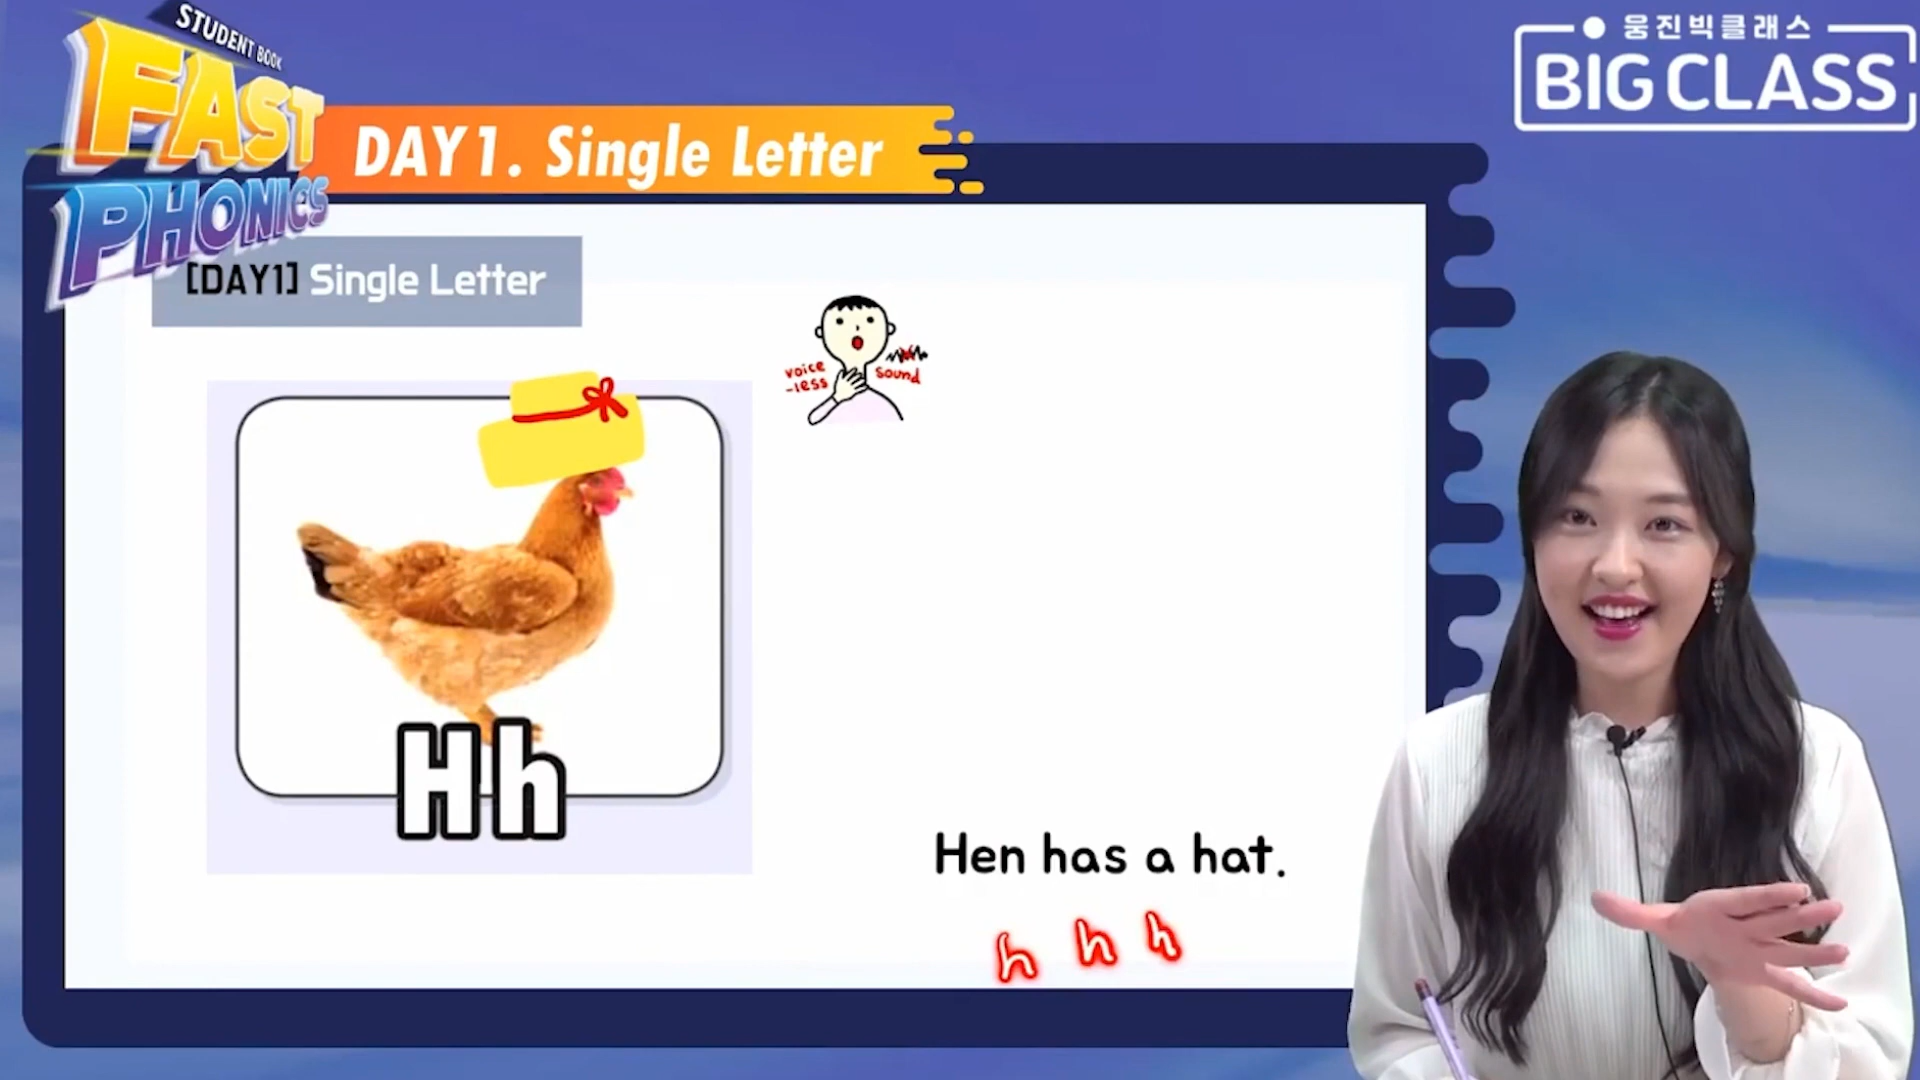 STUDENT BOOK
FAST
PHONICS
DAY1. Single Letter
웅진빅클래스
BIG CLASS
[DAY1] Single Letter
voice
-less
sound
Hh
Hen has a hat.
h h h